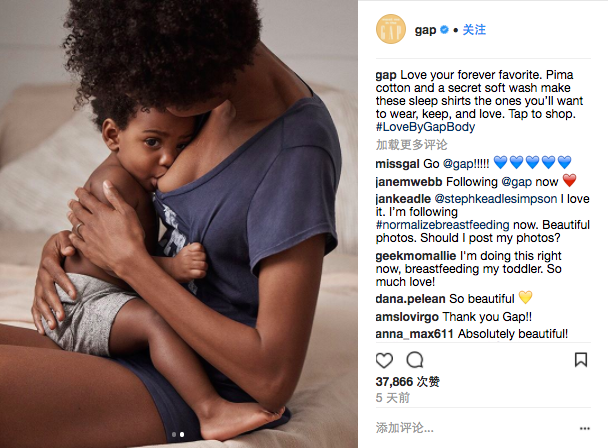 GAP
gap • 关注
gap Love your forever favorite. Pima
cotton and a secret soft wash make
these sleep shirts the ones you'll want
to wear, keep, and love. Tap to shop.
#LoveByGapBody
加载更多评论
missgal Go @gap!!!!! 💙💙💙💙💙
janemwebb Following @gap now ❤️
jankeadle @stephkeadlesimpson I love
it. I'm following
#normalizebreastfeeding now. Beautiful
photos. Should I post my photos?
geekmomallie I'm doing this right
now, breastfeeding my toddler. So
much love!
dana.pelean So beautiful 💛
amslovirgo Thank you Gap!!
anna_max611 Absolutely beautiful!
37,866 次赞
5 天前
添加评论...